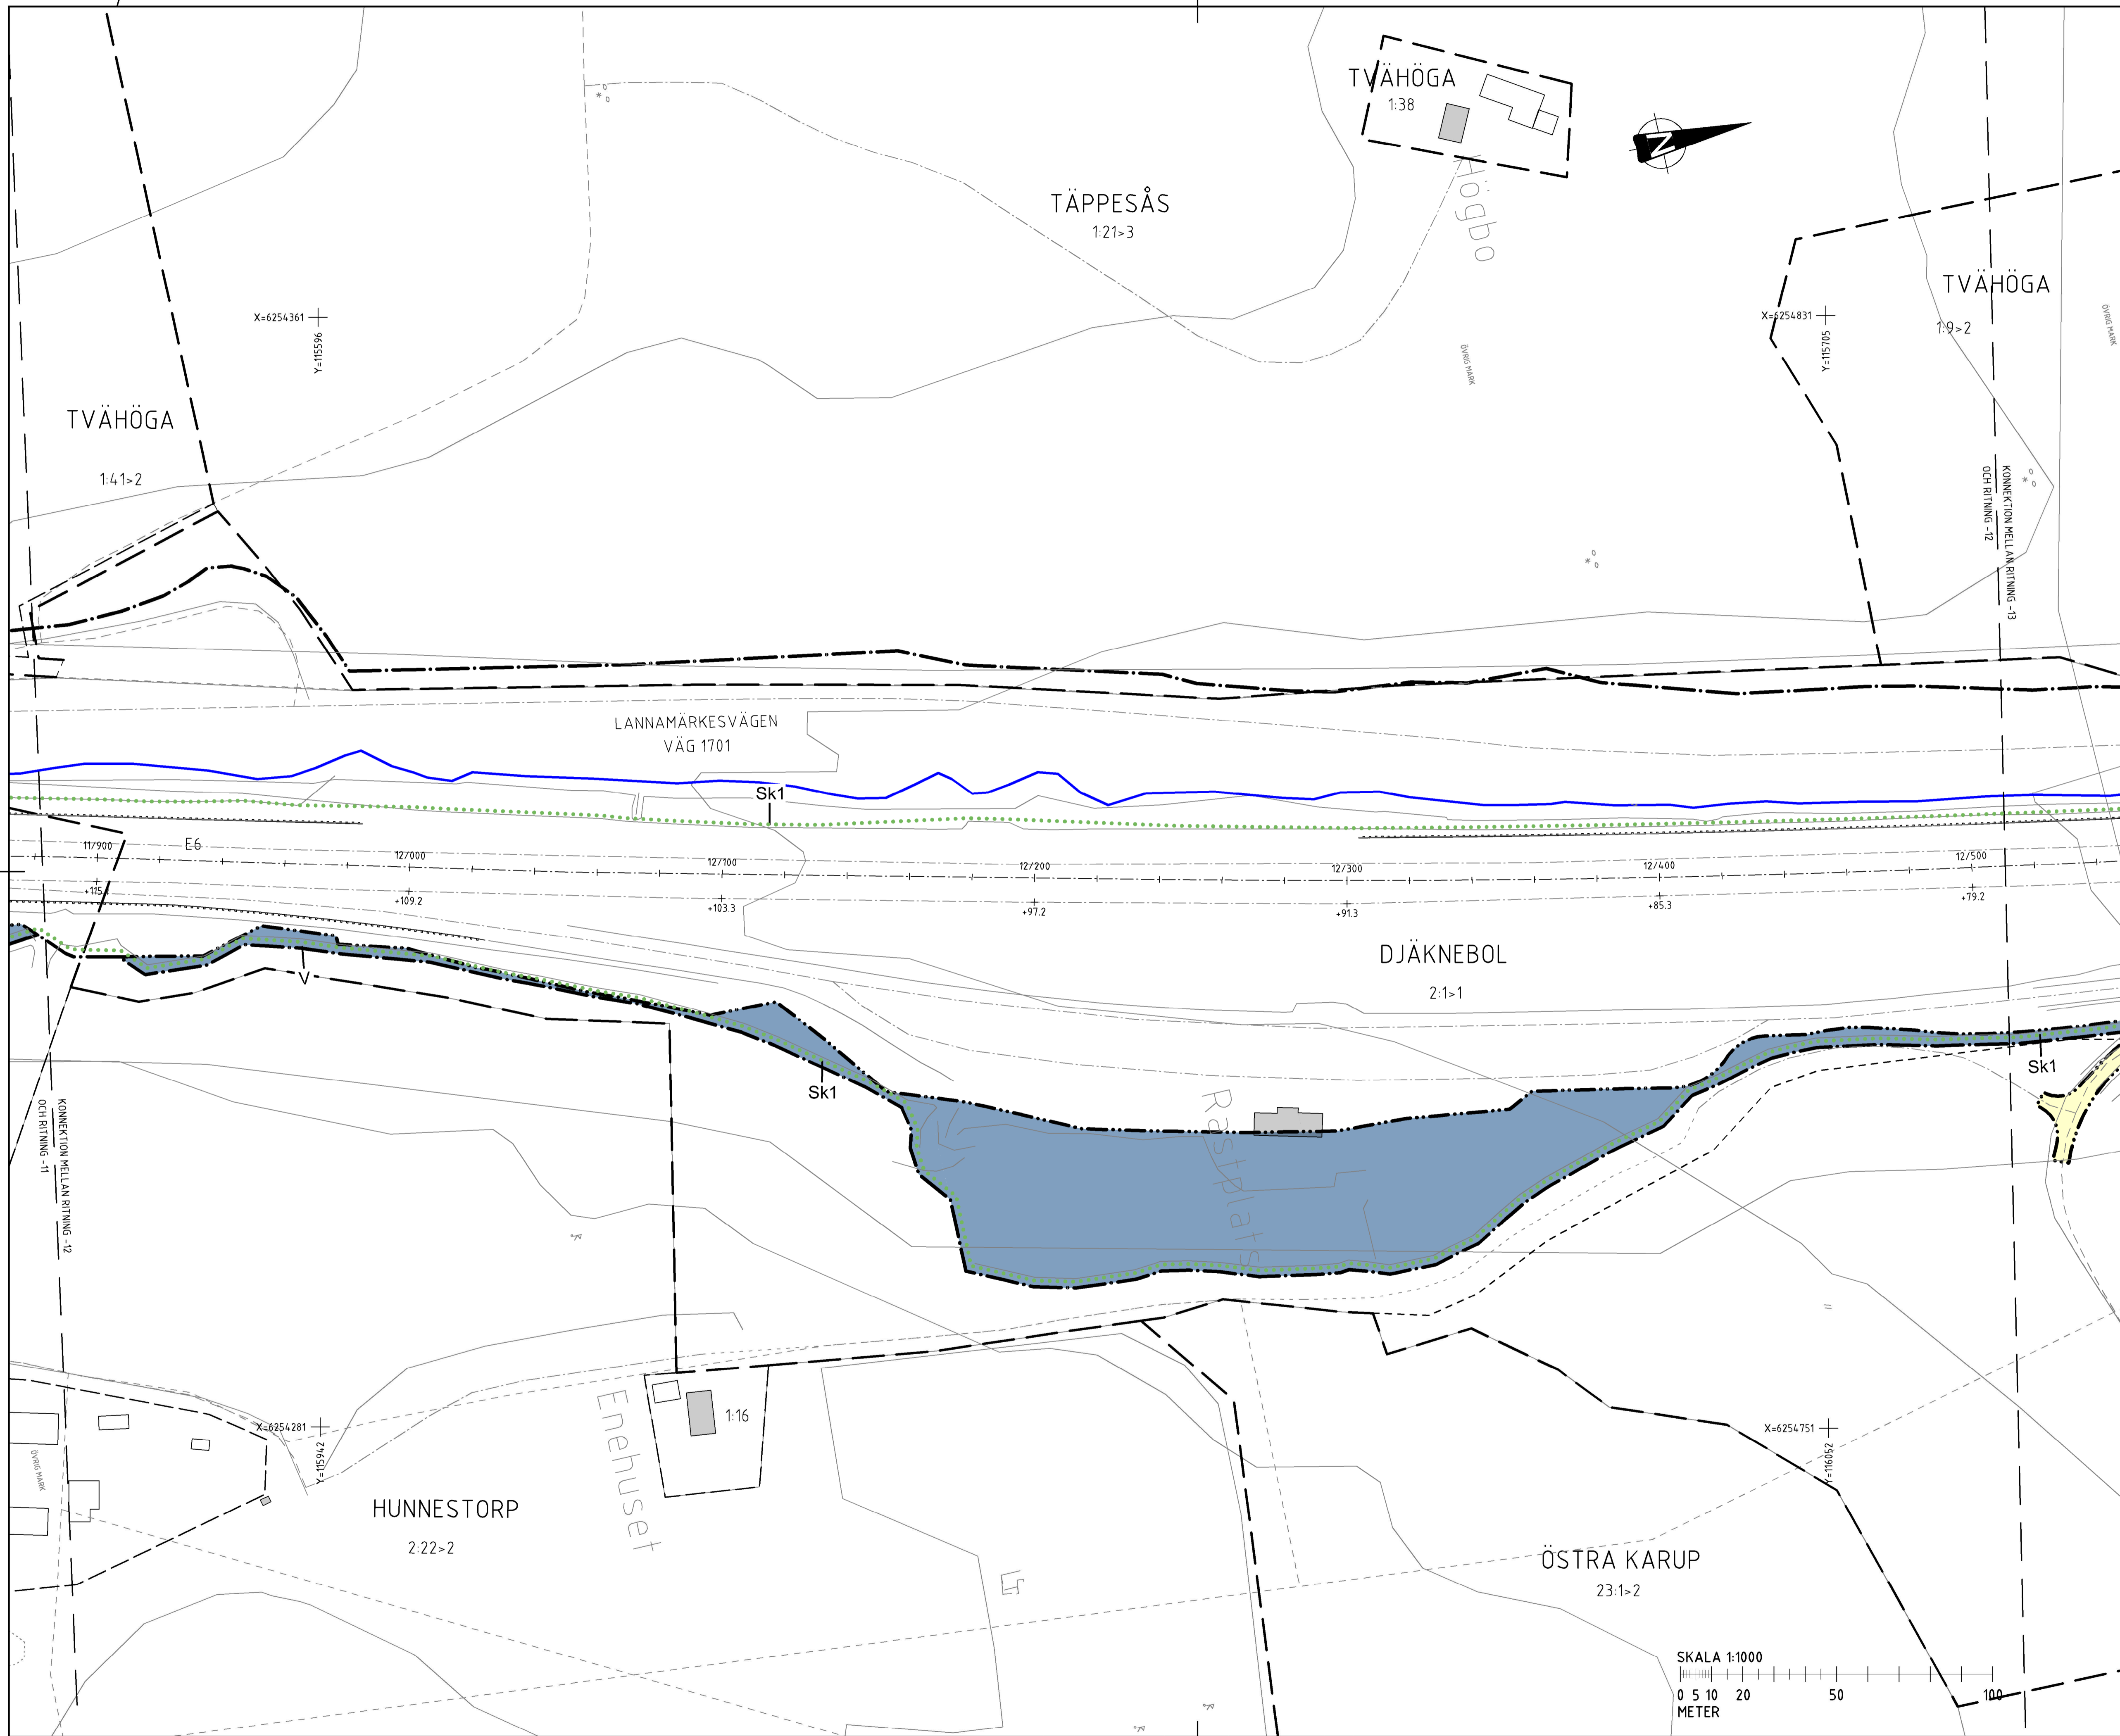 TVÄHÖGA
1:38
N
Högbo
TÄPPESÅS
1:21>3
TVÄHÖGA
1:9>2
ÖVRIG MARK
X=6254361
Y=115596
X=6254831
Y=115705
ÖVRIG MARK
TVÄHÖGA
1:41>2
KONNEKTION MELLAN RITNING -13
OCH RITNING -12
LANNAMÄRKESVÄGEN
VÄG 1701
Sk1
E6
11/900
12/000
12/100
12/200
12/300
12/400
12/500
+115.1
+109.2
+103.3
+97.2
+91.3
+85.3
+79.2
V
DJÄKNEBOL
2:1>1
Sk1
Sk1
Rastplats
KONNEKTION MELLAN RITNING -12
OCH RITNING -11
X=6254281
Y=115942
Enehuset
1:16
X=6254751
Y=116052
ÖVRIG MARK
HUNNESTORP
2:22>2
ÖSTRA KARUP
23:1>2
SKALA 1:1000
0 5 10 20 50 100
METER